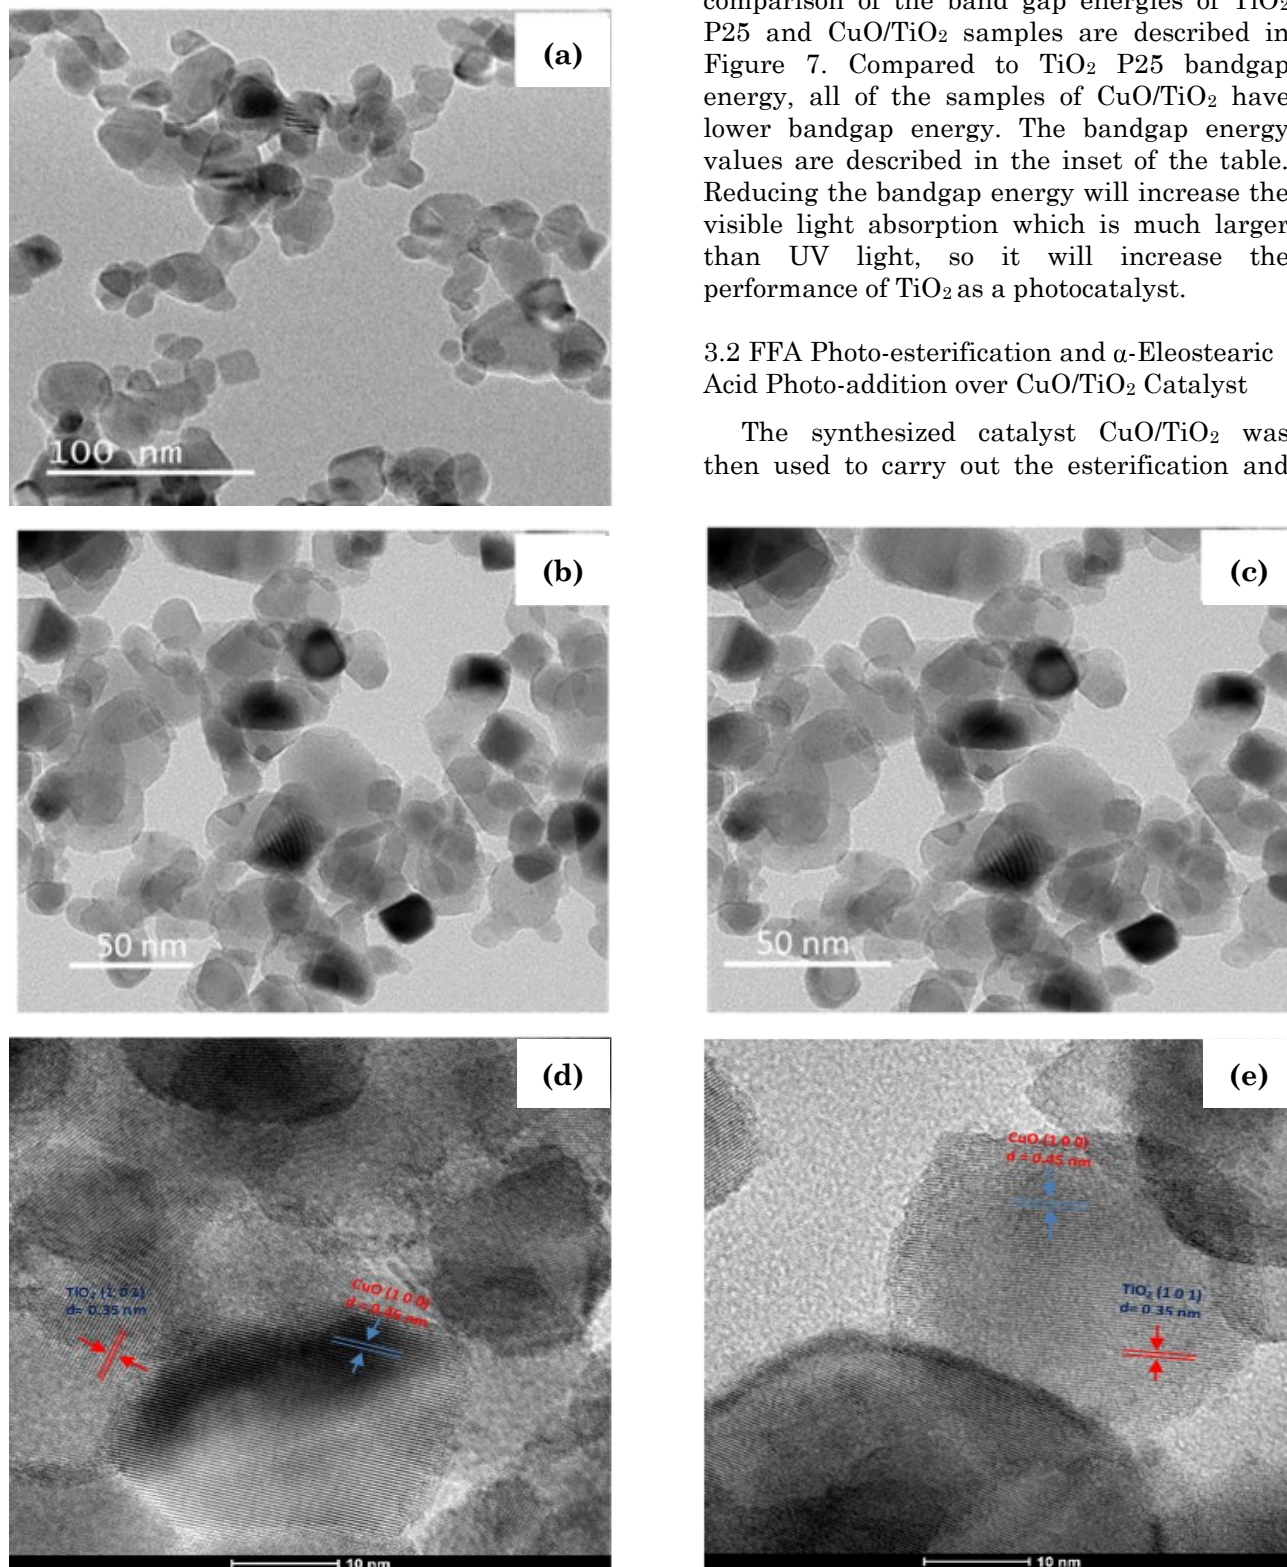 (a)
100 nm
comparison of the band gap energies of TiO₂
P25 and CuO/TiO₂ samples are described in
Figure 7. Compared to TiO₂ P25 bandgap
energy, all of the samples of CuO/TiO₂ have
lower bandgap energy. The bandgap energy
values are described in the inset of the table.
Reducing the bandgap energy will increase the
visible light absorption which is much larger
than UV light, so it will increase the
performance of TiO₂ as a photocatalyst.
3.2 FFA Photo-esterification and α-Eleostearic
Acid Photo-addition over CuO/TiO₂ Catalyst
The synthesized catalyst CuO/TiO₂ was
then used to carry out the esterification and
(b)
50 nm
(c)
50 nm
(d)
TiO₂ (1 0 1)
d= 0.35 nm
CuO (1 0 0)
d = 0.45 nm
10 nm
(e)
CuO (1 0 0)
d = 0.45 nm
TiO₂ (1 0 1)
d= 0.35 nm
10 nm